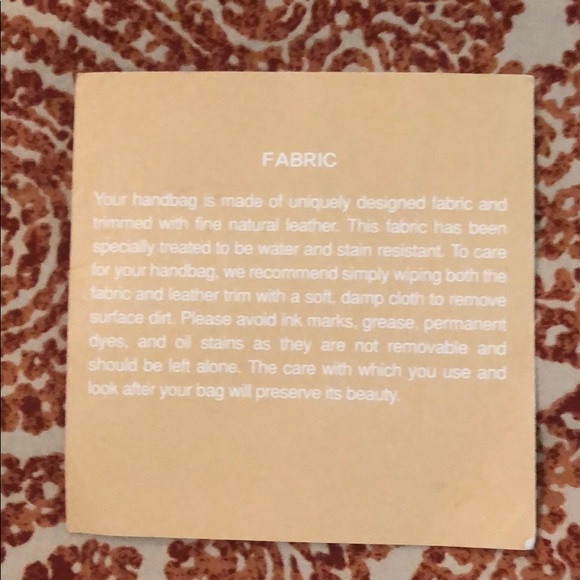 FABRIC
Your handbag is made of uniquely designed fabric and
trimmed with fine natural leather. This fabric has been
specially treated to be water and stain resistant. To care
for your handbag, we recommend simply wiping both the
fabric and leather trim with a soft, damp cloth to remove
surface dirt. Please avoid ink marks, grease, permanent
dyes, and oil stains as they are not removable and
should be left alone. The care with which you use and
look after your bag will preserve its beauty.